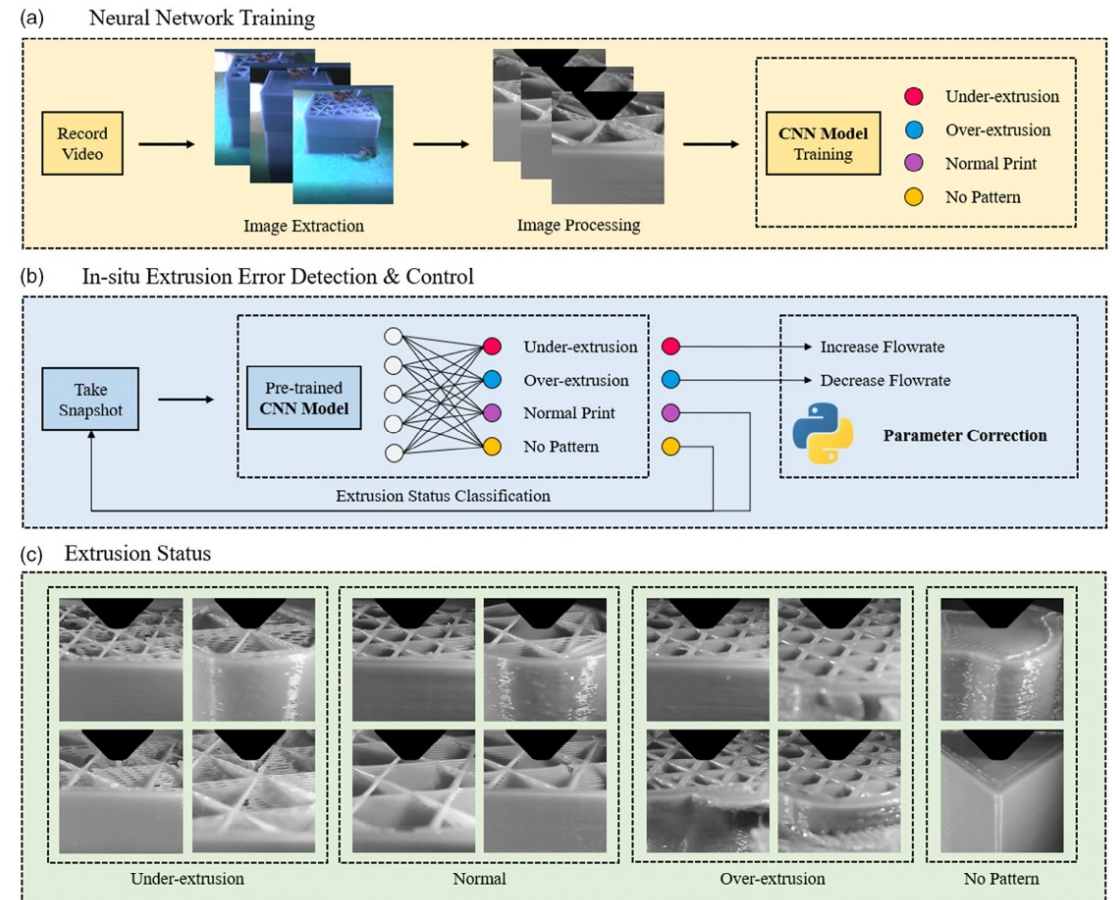 (a) Neural Network Training
Record
Video
Image Extraction
Image Processing
CNN Model
Training
Under-extrusion
Over-extrusion
Normal Print
No Pattern
(b) In-situ Extrusion Error Detection & Control
Take
Snapshot
Pre-trained
CNN Model
Under-extrusion
Over-extrusion
Normal Print
No Pattern
Extrusion Status Classification
Increase Flowrate
Decrease Flowrate
Parameter Correction
(c) Extrusion Status
Under-extrusion
Normal
Over-extrusion
No Pattern